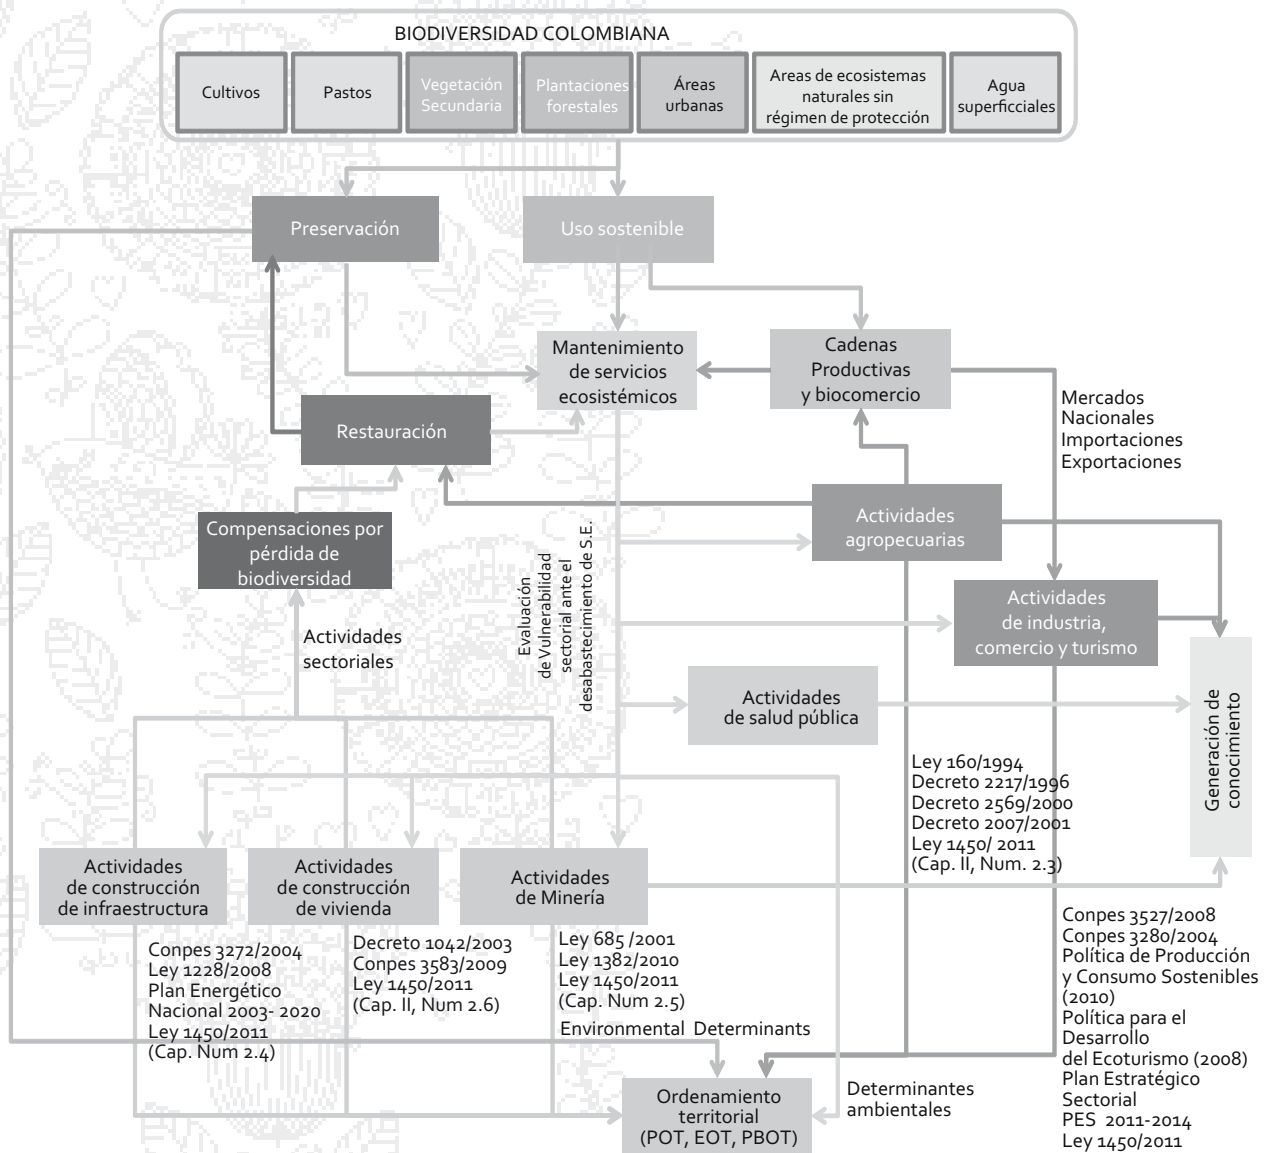 BIODIVERSIDAD COLOMBIANA
Cultivos
Pastos
Vegetación
Secundaria
Plantaciones
forestales
Áreas
urbanas
Areas de ecosistemas
naturales sin
régimen de protección
Agua
superficciales
Preservación
Uso sostenible
Mantenimiento
de servicios
ecosistémicos
Cadenas
Productivas
y biocomercio
Mercados
Nacionales
Importaciones
Exportaciones
Restauración
Compensaciones por
pérdida de
biodiversidad
Actividades
agropecuarias
Evaluación
de Vulnerabilidad
sectorial ante el
desabastecimiento de S.E.
Actividades
de industria,
comercio y turismo
Actividades
sectoriales
Actividades
de salud pública
Generación de
conocimiento
Ley 160/1994
Decreto 2217/1996
Decreto 2569/2000
Decreto 2007/2001
Ley 1450/ 2011
(Cap. II, Num. 2.3)
Actividades
de construcción
de infraestructura
Actividades
de construcción
de vivienda
Actividades
de Minería
Conpes 3272/2004
Ley 1228/2008
Plan Energético
Nacional 2003- 2020
Ley 1450/2011
(Cap. Num 2.4)
Decreto 1042/2003
Conpes 3583/2009
Ley 1450/2011
(Cap. II, Num 2.6)
Ley 685 /2001
Ley 1382/2010
Ley 1450/2011
(Cap. Num 2.5)
Conpes 3527/2008
Conpes 3280/2004
Política de Producción
y Consumo Sostenibles
(2010)
Política para el
Desarrollo
del Ecoturismo (2008)
Plan Estratégico
Sectorial
PES 2011-2014
Ley 1450/2011
Environmental Determinants
Ordenamiento
territorial
(POT, EOT, PBOT)
Determinantes
ambientales